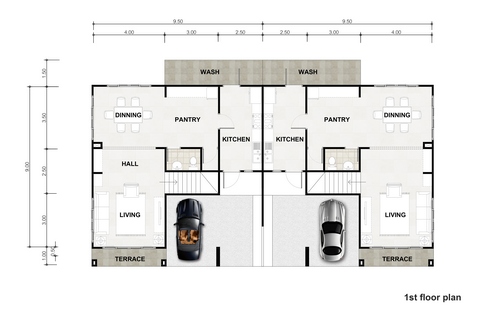 9.50 9.50
4.00 3.00 2.50 2.50 3.00 4.00
1.50
WASH WASH
3.50
DINNING PANTRY KITCHEN KITCHEN PANTRY DINNING
9.00
2.50
HALL
3.00
LIVING LIVING
1.00
TERRACE TERRACE
1st floor plan